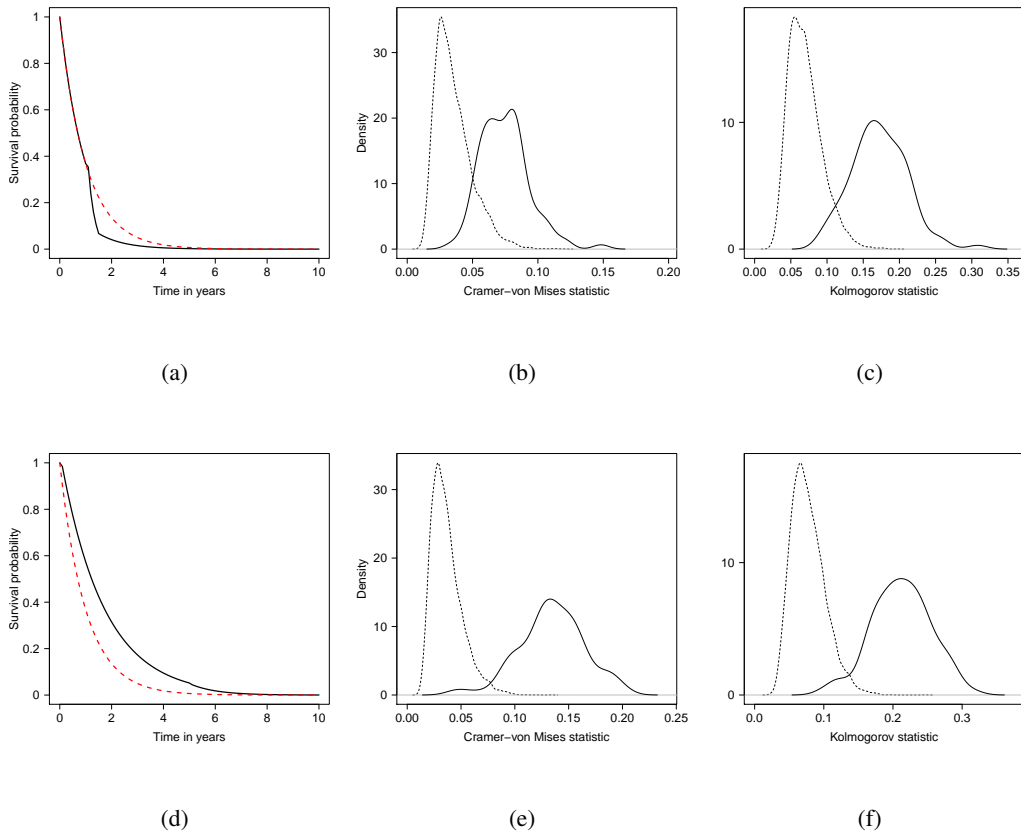 Survival probability
1
0.8
0.6
0.4
0.2
0
0 2 4 6 8 10
Time in years
Density
30
20
10
0
0.00 0.05 0.10 0.15 0.20
Cramer−von Mises statistic
10
0
0.00 0.05 0.10 0.15 0.20 0.25 0.30 0.35
Kolmogorov statistic
(a) (b) (c)
Survival probability
1
0.8
0.6
0.4
0.2
0
0 2 4 6 8 10
Time in years
Density
30
20
10
0
0.00 0.05 0.10 0.15 0.20 0.25
Cramer−von Mises statistic
10
0
0.0 0.1 0.2 0.3
Kolmogorov statistic
(d) (e) (f)